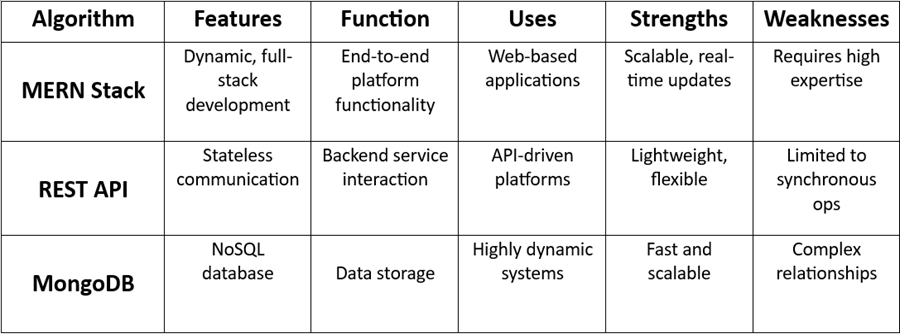 Algorithm Features Function Uses Strengths Weaknesses
MERN Stack
Dynamic, full-
stack
development
End-to-end
platform
functionality
Web-based
applications
Scalable, real-
time updates
Requires high
expertise
REST API
Stateless
communication
Backend service
interaction
API-driven
platforms
Lightweight,
flexible
Limited to
synchronous
ops
MongoDB
NoSQL
database
Data storage
Highly dynamic
systems
Fast and
scalable
Complex
relationships